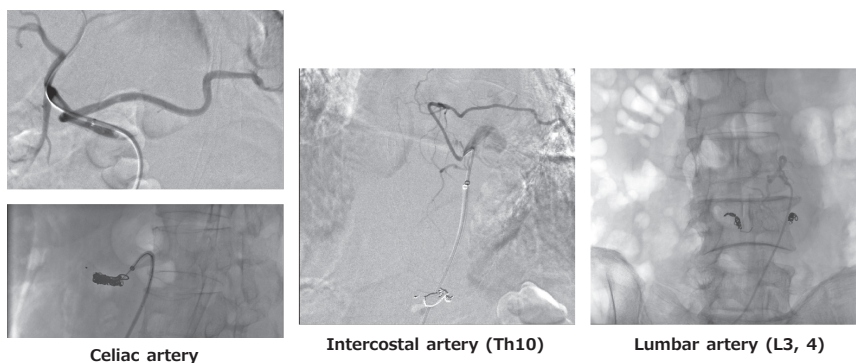 Celiac artery
Intercostal artery (Th10)
Lumbar artery (L3, 4)